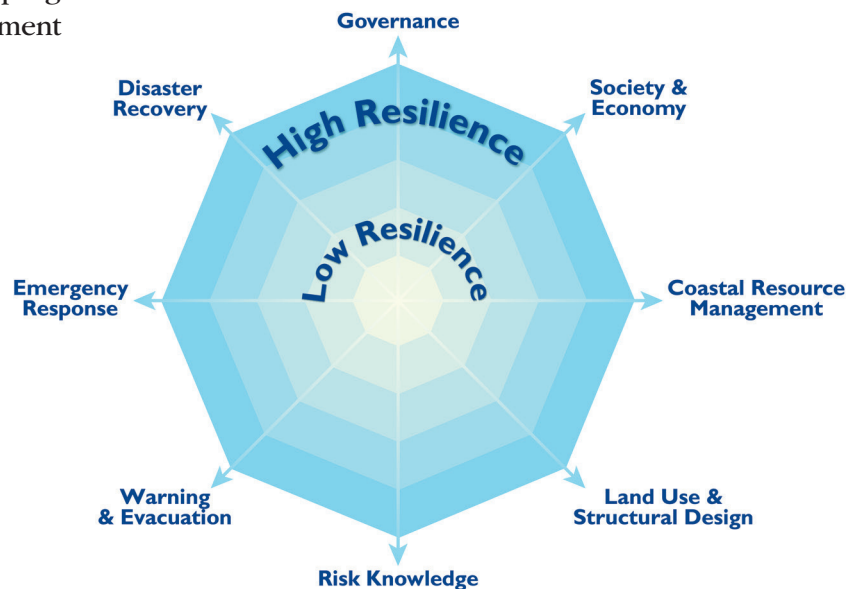 ment
Governance
Disaster
Recovery
Society &
Economy
High Resilience
Low Resilience
Emergency
Response
Coastal Resource
Management
Warning
& Evacuation
Land Use &
Structural Design
Risk Knowledge